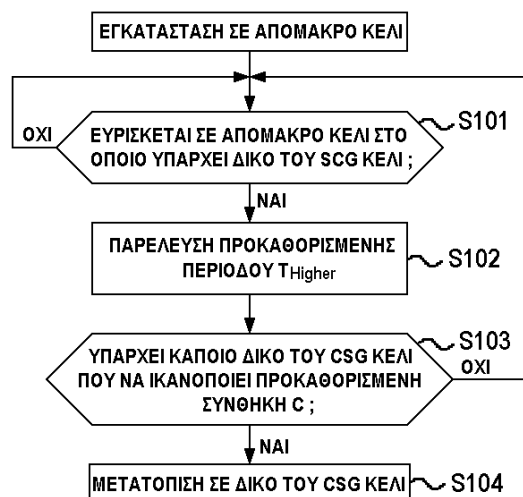 ΕΓΚΑΤΑΣΤΑΣΗ ΣΕ ΑΠΟΜΑΚΡΟ ΚΕΛΙ
ΟΧΙ
ΕΥΡΙΣΚΕΤΑΙ ΣΕ ΑΠΟΜΑΚΡΟ ΚΕΛΙ ΣΤΟ
ΟΠΟΙΟ ΥΠΑΡΧΕΙ ΔΙΚΟ ΤΟΥ SCG ΚΕΛΙ ;
S101
ΝΑΙ
ΠΑΡΕΛΕΥΣΗ ΠΡΟΚΑΘΟΡΙΣΜΕΝΗΣ
ΠΕΡΙΟΔΟΥ THigher
S102
ΥΠΑΡΧΕΙ ΚΑΠΟΙΟ ΔΙΚΟ ΤΟΥ CSG ΚΕΛΙ
ΠΟΥ ΝΑ ΙΚΑΝΟΠΟΙΕΙ ΠΡΟΚΑΘΟΡΙΣΜΕΝΗ
ΣΥΝΘΗΚΗ C ;
S103
ΟΧΙ
ΝΑΙ
ΜΕΤΑΤΟΠΙΣΗ ΣΕ ΔΙΚΟ ΤΟΥ CSG ΚΕΛΙ
S104